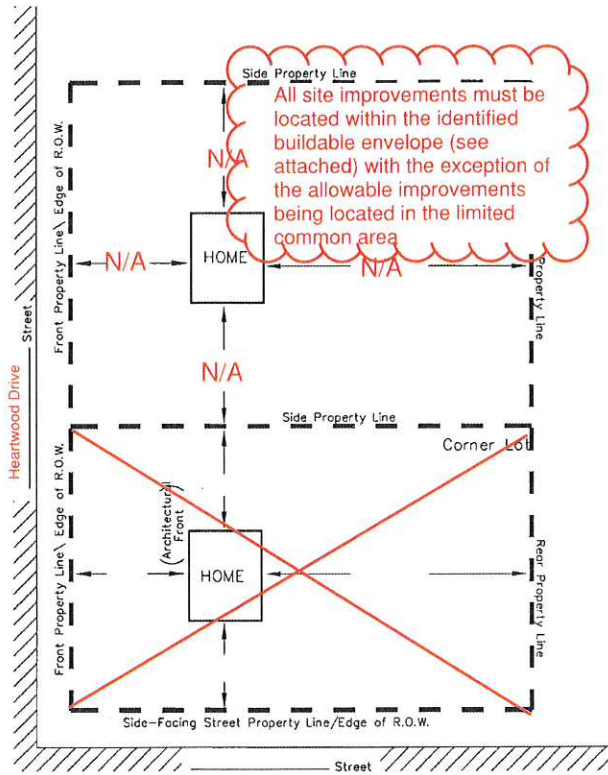 Side Property Line
All site improvements must be
located within the identified
buildable envelope (see
attached) with the exception of
the allowable improvements
being located in the limited
common area
N/A
Front Property Line\ Edge of R.O.W.
N/A
HOME
N/A
Property Line
Street
Heartwood Drive
N/A
Side Property Line
Corner Lot
Front Property Line\ Edge of R.O.W.
(Architectural
Front)
HOME
Rear Property Line
Side-Facing Street Property Line/Edge of R.O.W.
Street